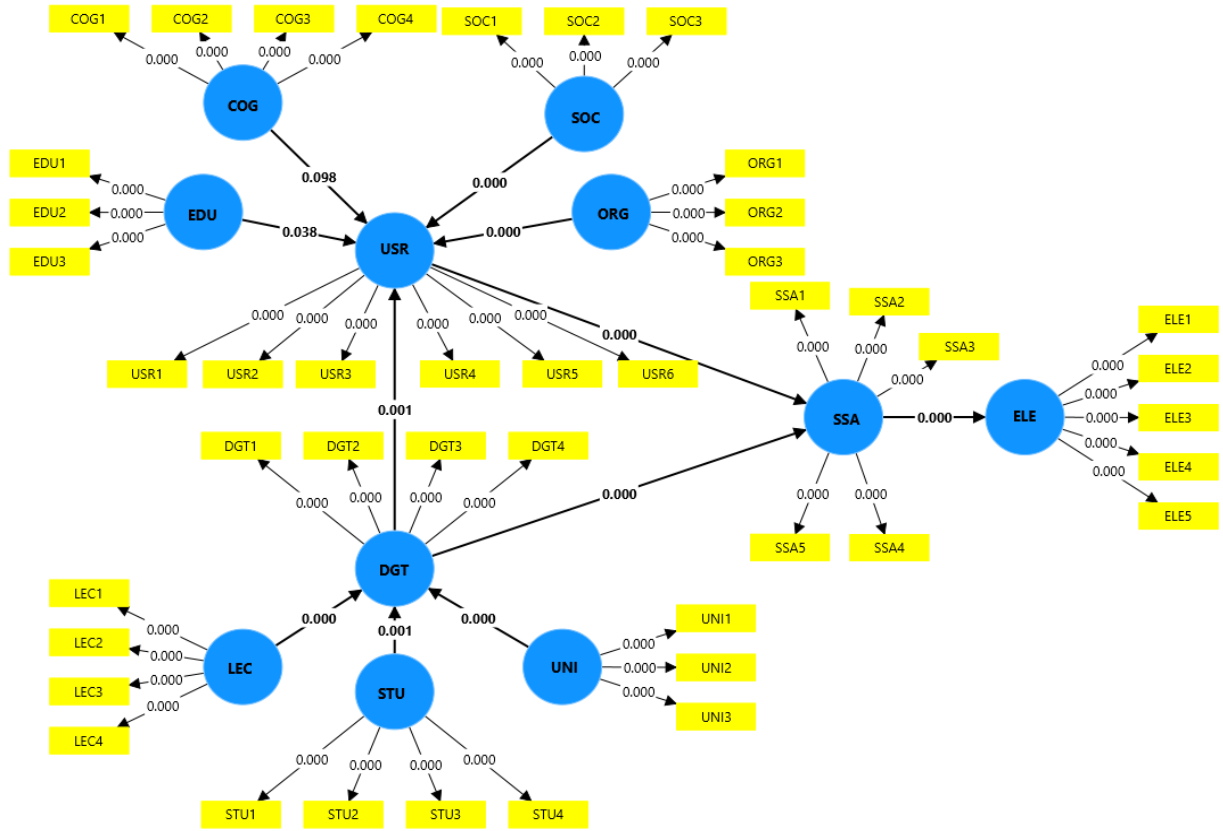 COG1 COG2 COG3 COG4 SOC1 SOC2 SOC3
0.000 0.000 0.000 0.000 0.000 0.000 0.000
COG SOC
EDU1 EDU2 EDU3
0.000 0.000 0.000
EDU
0.098
0.038
0.000
0.000
ORG
0.000 0.000 0.000
ORG1 ORG2 ORG3
USR
0.000 0.000 0.000 0.000 0.000 0.000
USR1 USR2 USR3 USR4 USR5 USR6
0.000
0.001
SSA1 SSA2 SSA3
0.000 0.000 0.000
SSA
0.000
ELE
0.000 0.000 0.000 0.000 0.000
ELE1 ELE2 ELE3 ELE4 ELE5
0.000 0.000
SSA5 SSA4
DGT1 DGT2 DGT3 DGT4
0.000 0.000 0.000 0.000
0.000
DGT
LEC1 LEC2 LEC3 LEC4
0.000 0.000 0.000 0.000
LEC
0.000
0.001
0.000
STU
UNI
0.000 0.000 0.000
UNI1 UNI2 UNI3
0.000 0.000 0.000 0.000
STU1 STU2 STU3 STU4